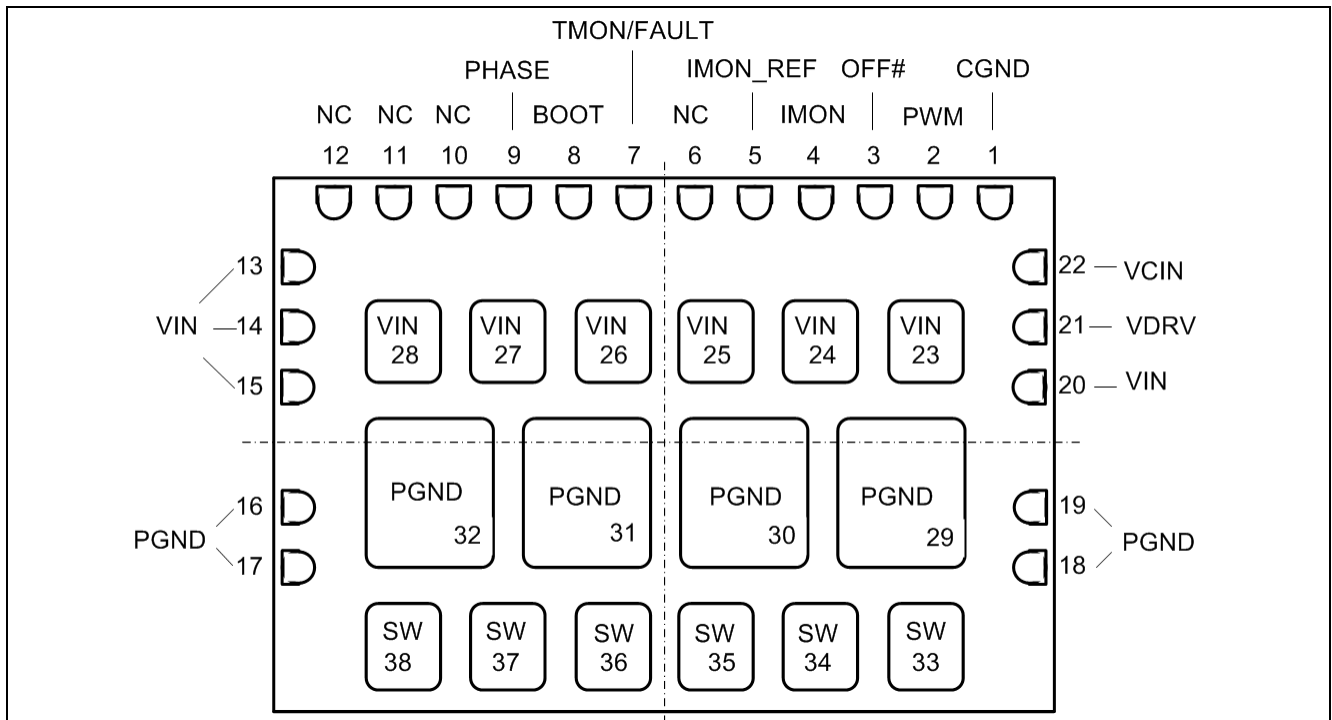 TMON/FAULT
PHASE IMON_REF OFF# CGND
NC NC NC BOOT NC IMON PWM
12 11 10 9 8 7 6 5 4 3 2 1
13 22 VCIN
VIN 14 21 VDRV
15 20 VIN
VIN VIN VIN VIN VIN VIN
28 27 26 25 24 23
PGND PGND PGND PGND
32 31 30 29
16 19
PGND PGND
17 18
SW SW SW SW SW SW
38 37 36 35 34 33